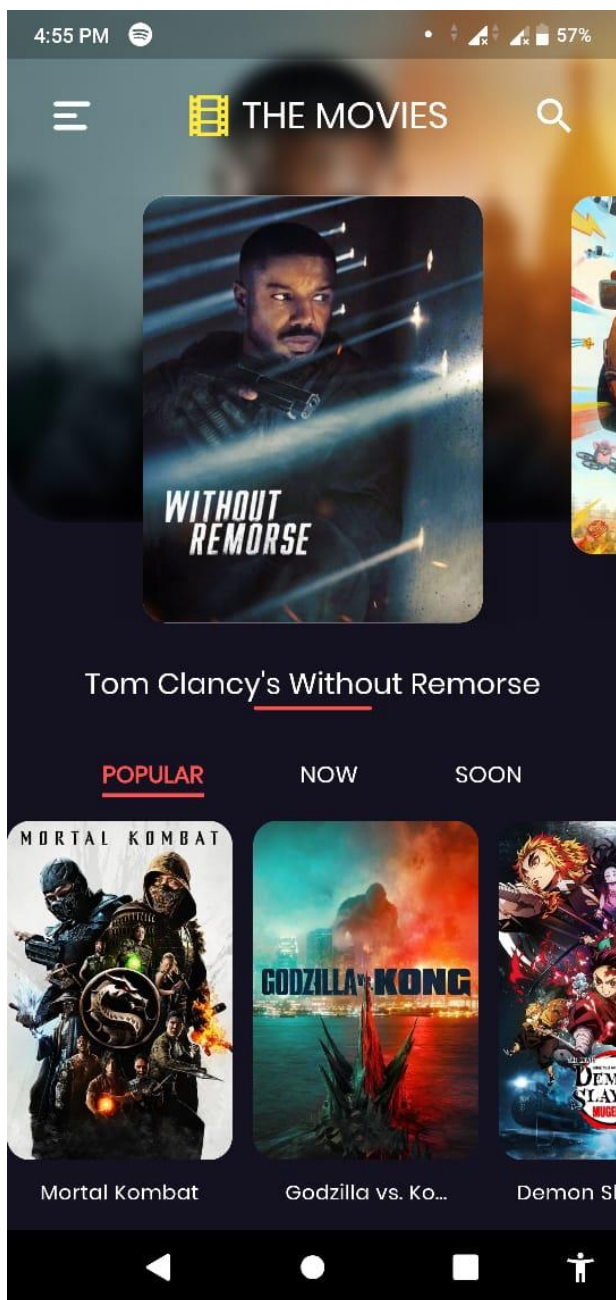 4:55 PM
57%
THE MOVIES
WITHOUT
REMORSE
Tom Clancy's Without Remorse
POPULAR NOW SOON
MORTAL KOMBAT
GODZILLA VS. KONG
Mortal Kombat Godzilla vs. Ko... Demon Sl